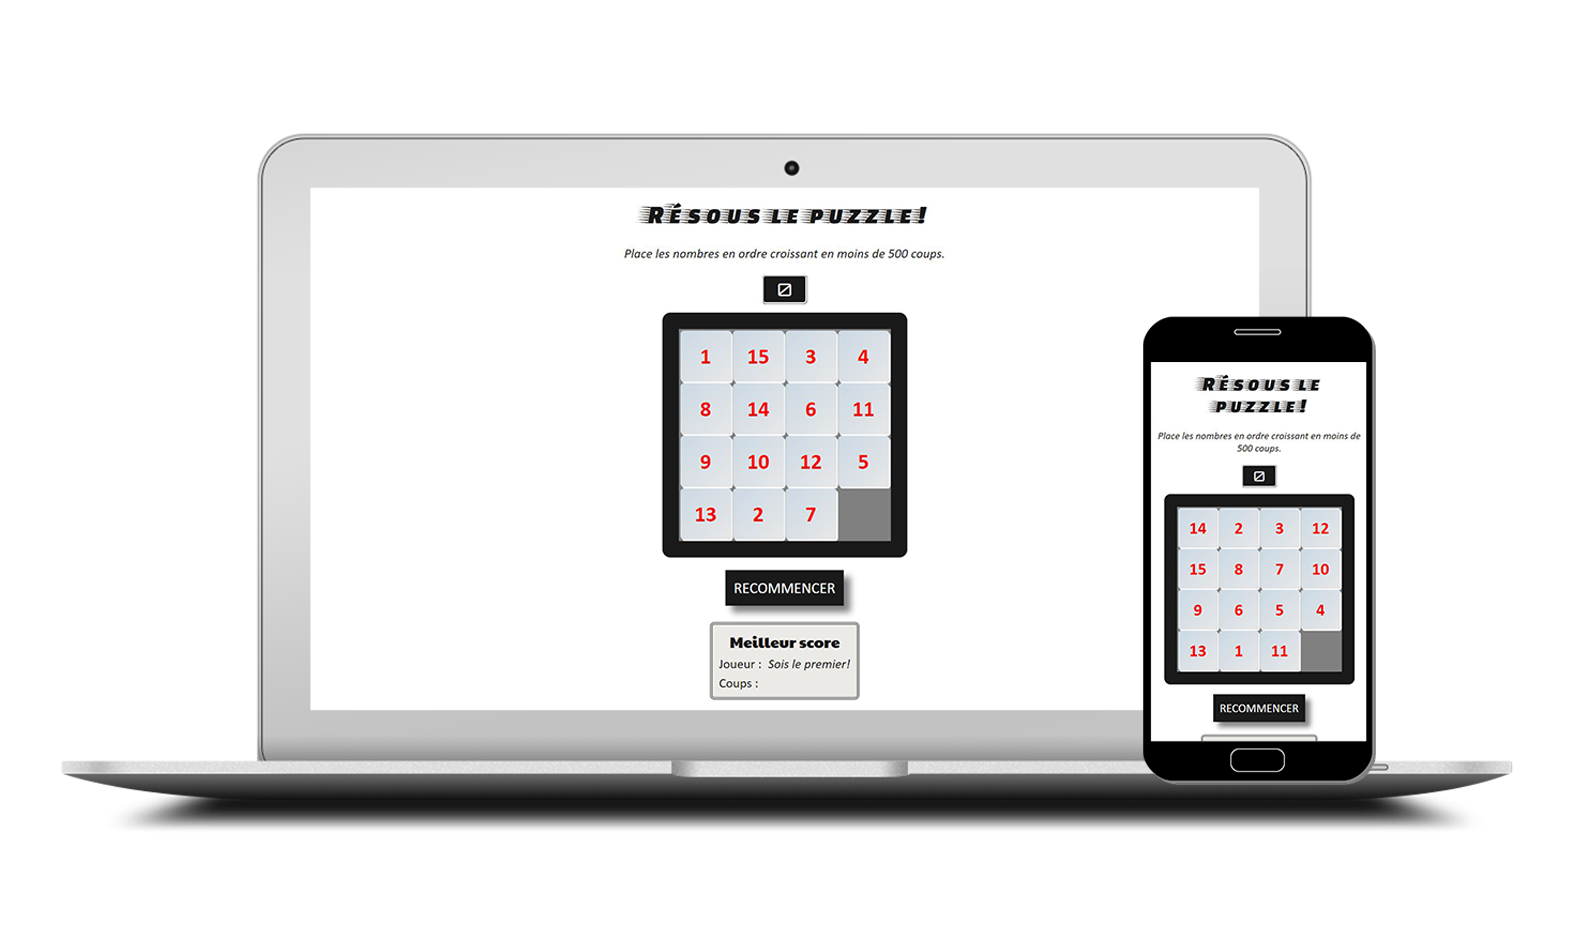 RÉSOUS LE PUZZLE!
Place les nombres en ordre croissant en moins de 500 coups.
0
1 15 3 4
8 14 6 11
9 10 12 5
13 2 7
RECOMMENCER
Meilleur score
Joueur : Sois le premier!
Coups :
RÉSOUS LE
PUZZLE!
Place les nombres en ordre croissant en moins de
500 coups.
0
14 2 3 12
15 8 7 10
9 6 5 4
13 1 11
RECOMMENCER